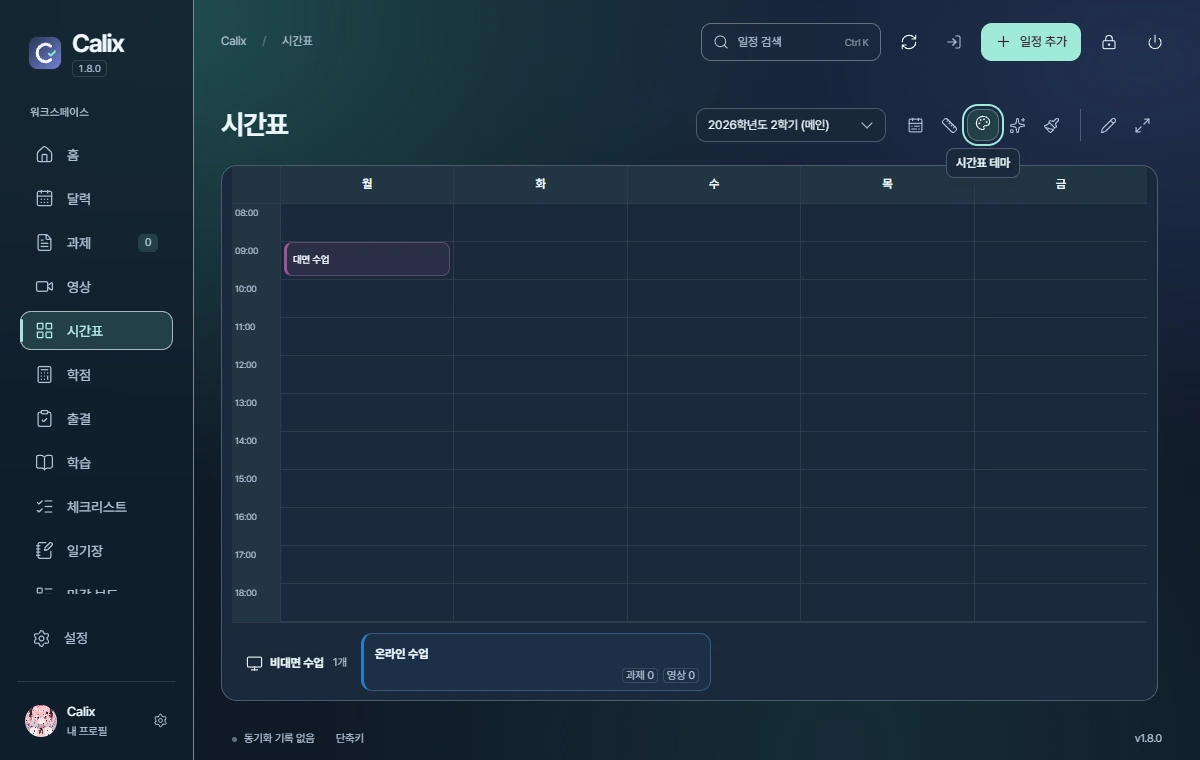 Calix
1.8.0
워크스페이스
홈
달력
과제 0
영상
시간표
학점
출결
학습
체크리스트
일기장
설정
Calix
내 프로필
Calix / 시간표
일정 검색 Ctrl K
일정 추가
시간표
2026학년도 2학기 (메인)
시간표 테마
월 화 수 목 금
08:00
09:00
대면 수업
10:00
11:00
12:00
13:00
14:00
15:00
16:00
17:00
18:00
비대면 수업 1개
온라인 수업
과제 0 영상 0
동기화 기록 없음 단축키
v1.8.0